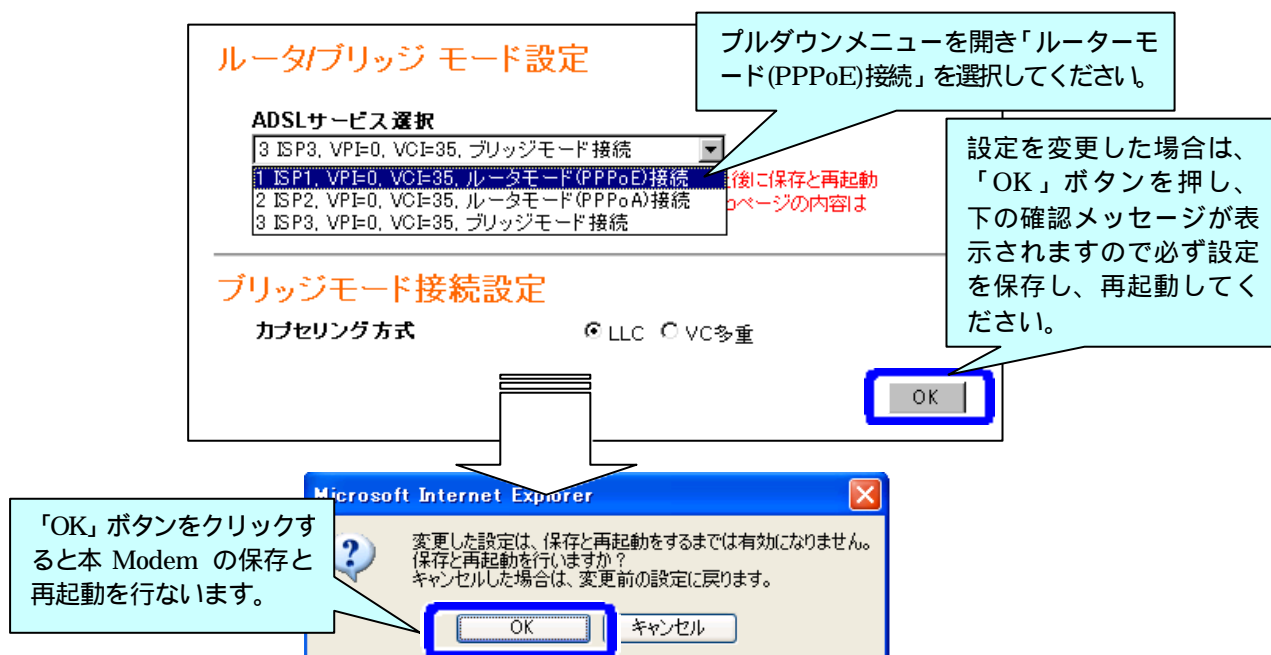 ルータ/ブリッジ モード設定
プルダウンメニューを開き「ルーターモ
ード(PPPoE)接続」を選択してください。
ADSLサービス選択
3 ISP3, VPI=0, VCI=35, ブリッジモード接続
1 ISP1, VPI=0, VCI=35, ルータモード(PPPoE)接続
2 ISP2, VPI=0, VCI=35, ルータモード(PPPoA)接続
3 ISP3, VPI=0, VCI=35, ブリッジモード接続
後に保存と再起動
ページの内容は
設定を変更した場合は、
「OK」ボタンを押し、
下の確認メッセージが表
示されますので必ず設定
を保存し、再起動してく
ださい。
ブリッジモード接続設定
カプセリング方式
LLC VC多重
OK
Microsoft Internet Explorer
「OK」ボタンをクリックす
ると本 Modem の保存と
再起動を行ないます。
変更した設定は、保存と再起動をするまでは有効になりません。
保存と再起動を行いますか?
キャンセルした場合は、変更前の設定に戻ります。
OK キャンセル